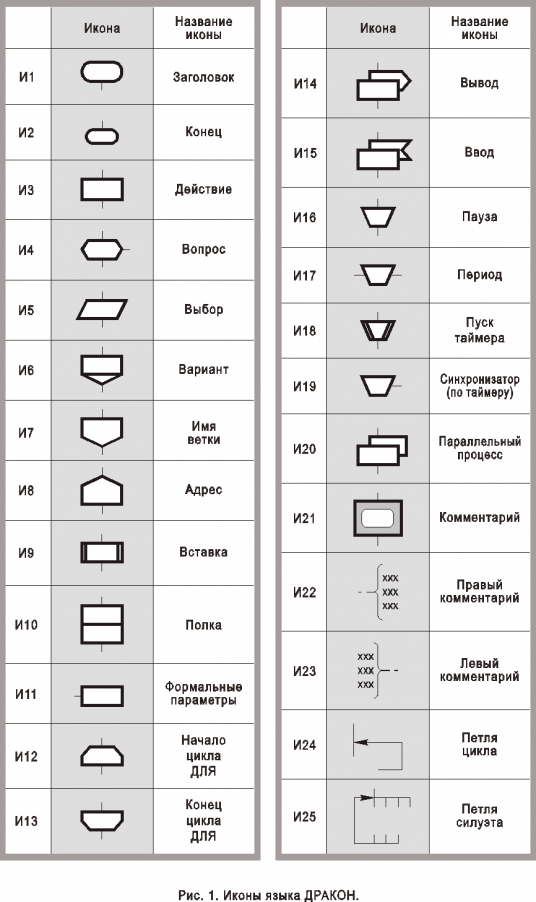 Икона
Название
иконы
И1
Заголовок
И2
Конец
И3
Действие
И4
Вопрос
И5
Выбор
И6
Вариант
И7
Имя
ветки
И8
Адрес
И9
Вставка
И10
Полка
И11
Формальные
параметры
И12
Начало
цикла
ДЛЯ
И13
Конец
цикла
ДЛЯ
Икона
Название
иконы
И14
Вывод
И15
Ввод
И16
Пауза
И17
Период
И18
Пуск
таймера
И19
Синхронизатор
(по таймеру)
И20
Параллельный
процесс
И21
Комментарий
И22
xxx
xxx
xxx
Правый
комментарий
И23
xxx
xxx
xxx
Левый
комментарий
И24
Петля
цикла
И25
Петля
силуэта
Рис. 1. Иконы языка ДРАКОН.